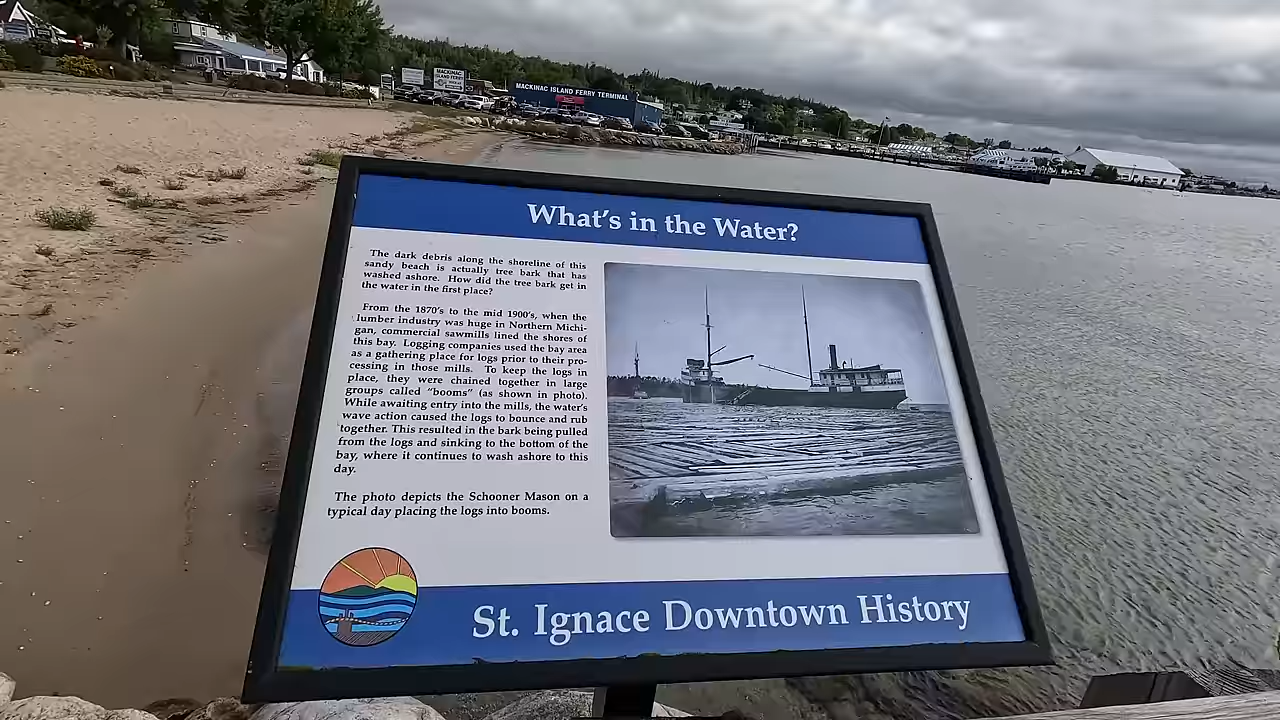 MACKINAC
ISLAND FERRY
MACKINAC ISLAND FERRY TERMINAL
What's in the Water?
The dark debris along the shoreline of this
sandy beach is actually tree bark that has
washed ashore. How did the tree bark get in
the water in the first place?
From the 1870's to the mid 1900's, when the
lumber industry was huge in Northern Michi-
gan, commercial sawmills lined the shores of
this bay. Logging companies used the bay area
as a gathering place for logs prior to their pro-
cessing in those mills. To keep the logs in
place, they were chained together in large
groups called "booms" (as shown in photo).
While awaiting entry into the mills, the water's
wave action caused the logs to bounce and rub
together. This resulted in the bark being pulled
from the logs and sinking to the bottom of the
bay, where it continues to wash ashore to this
day.
The photo depicts the Schooner Mason on a
typical day placing the logs into booms.
St. Ignace Downtown History